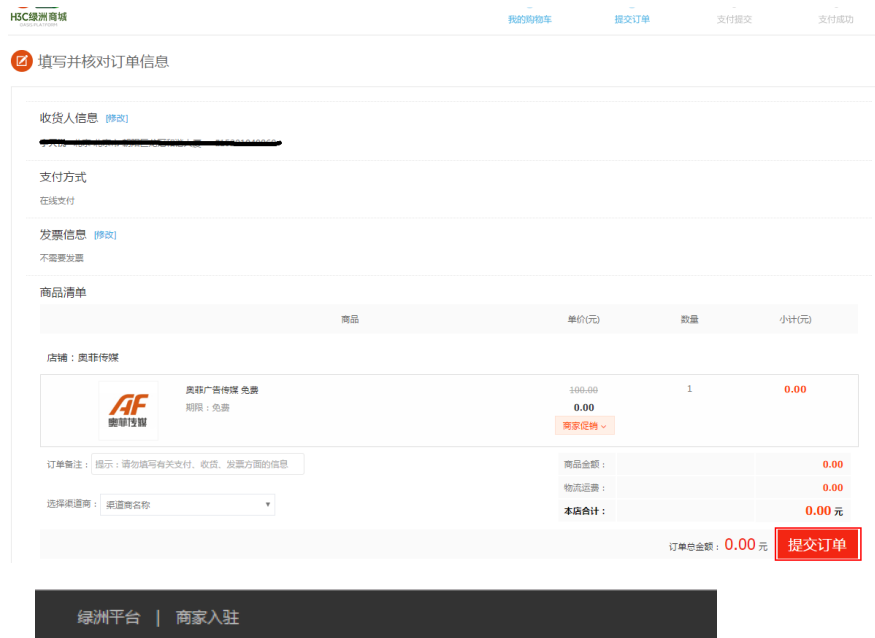 H3C绿洲商城
我的购物车 提交订单 支付提交 支付成功
填写并核对订单信息
收货人信息 [修改]
支付方式
在线支付
发票信息 [修改]
不需要发票
商品清单
商品 单价(元) 数量 小计(元)
店铺：奥菲传媒
AF
奥菲传媒
奥菲广告传媒 免费
期限：免费
100.00
0.00
商家促销
1
0.00
订单备注： 提示：请勿填写有关支付、收货、发票方面的信息
选择渠道商： 渠道商名称
商品金额： 0.00
物流运费： 0.00
本店合计： 0.00 元
订单总金额：0.00 元 提交订单
绿洲平台 | 商家入驻